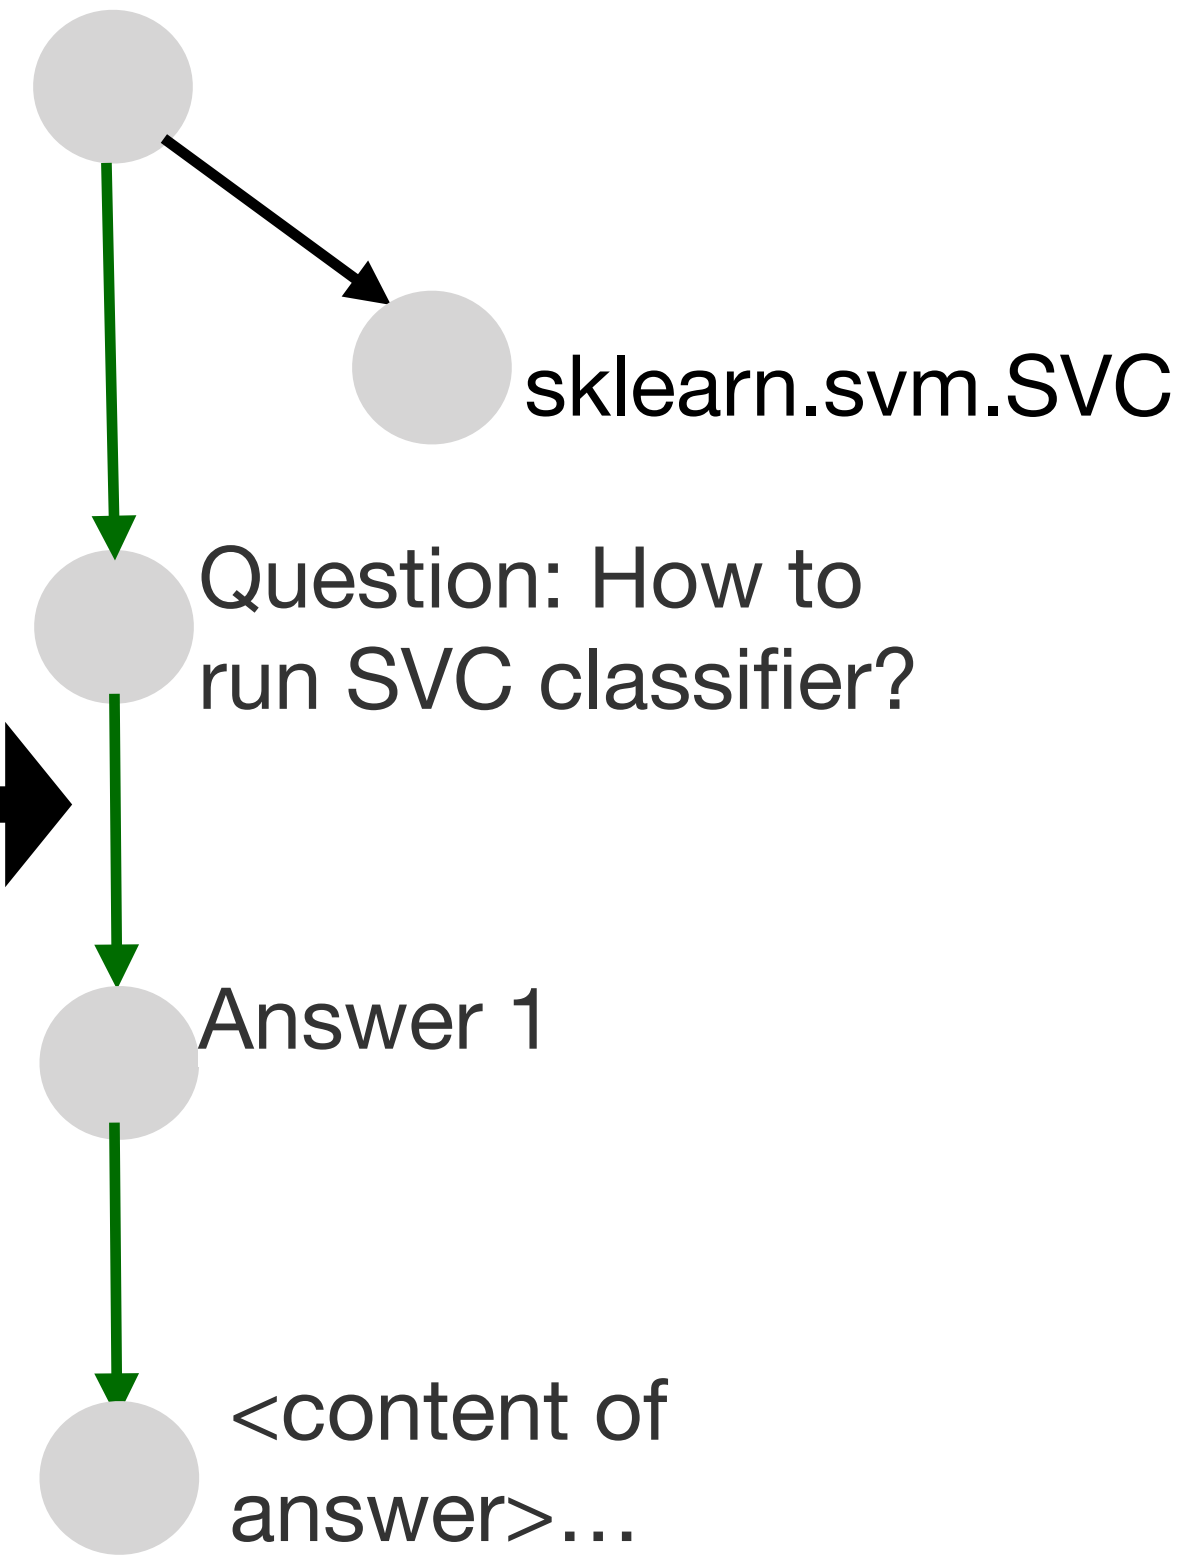 sklearn.svm.SVC
Question: How to
run SVC classifier?
Answer 1
<content of
answer>…